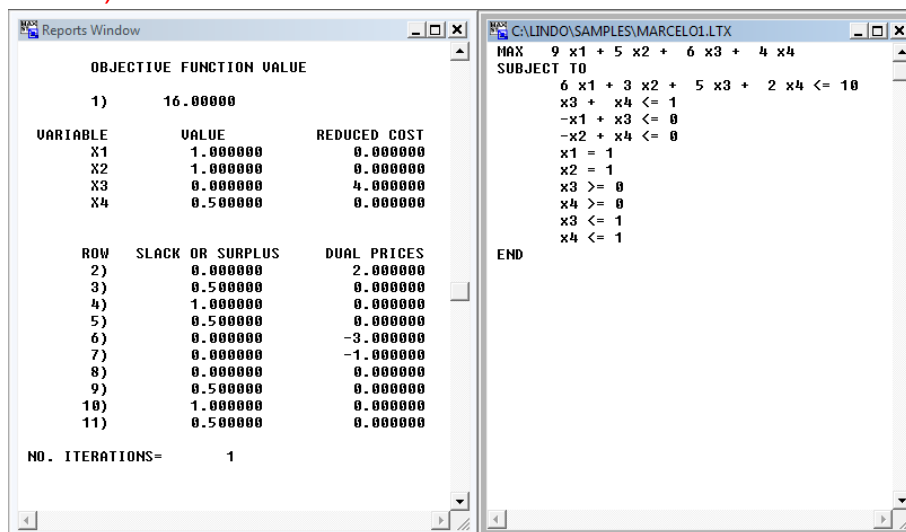 Reports Window
OBJECTIVE FUNCTION VALUE
1) 16.00000
VARIABLE VALUE REDUCED COST
X1 1.000000 0.000000
X2 1.000000 0.000000
X3 0.000000 4.000000
X4 0.500000 0.000000
ROW SLACK OR SURPLUS DUAL PRICES
2) 0.000000 2.000000
3) 0.500000 0.000000
4) 1.000000 0.000000
5) 0.500000 0.000000
6) 0.000000 -3.000000
7) 0.000000 -1.000000
8) 0.000000 0.000000
9) 0.500000 0.000000
10) 1.000000 0.000000
11) 0.500000 0.000000
NO. ITERATIONS= 1
C:\LINDO\SAMPLES\MARCELO1.LTX
MAX 9 x1 + 5 x2 + 6 x3 + 4 x4
SUBJECT TO
6 x1 + 3 x2 + 5 x3 + 2 x4 <= 10
x3 + x4 <= 1
-x1 + x3 <= 0
-x2 + x4 <= 0
x1 = 1
x2 = 1
x3 >= 0
x4 >= 0
x3 <= 1
x4 <= 1
END